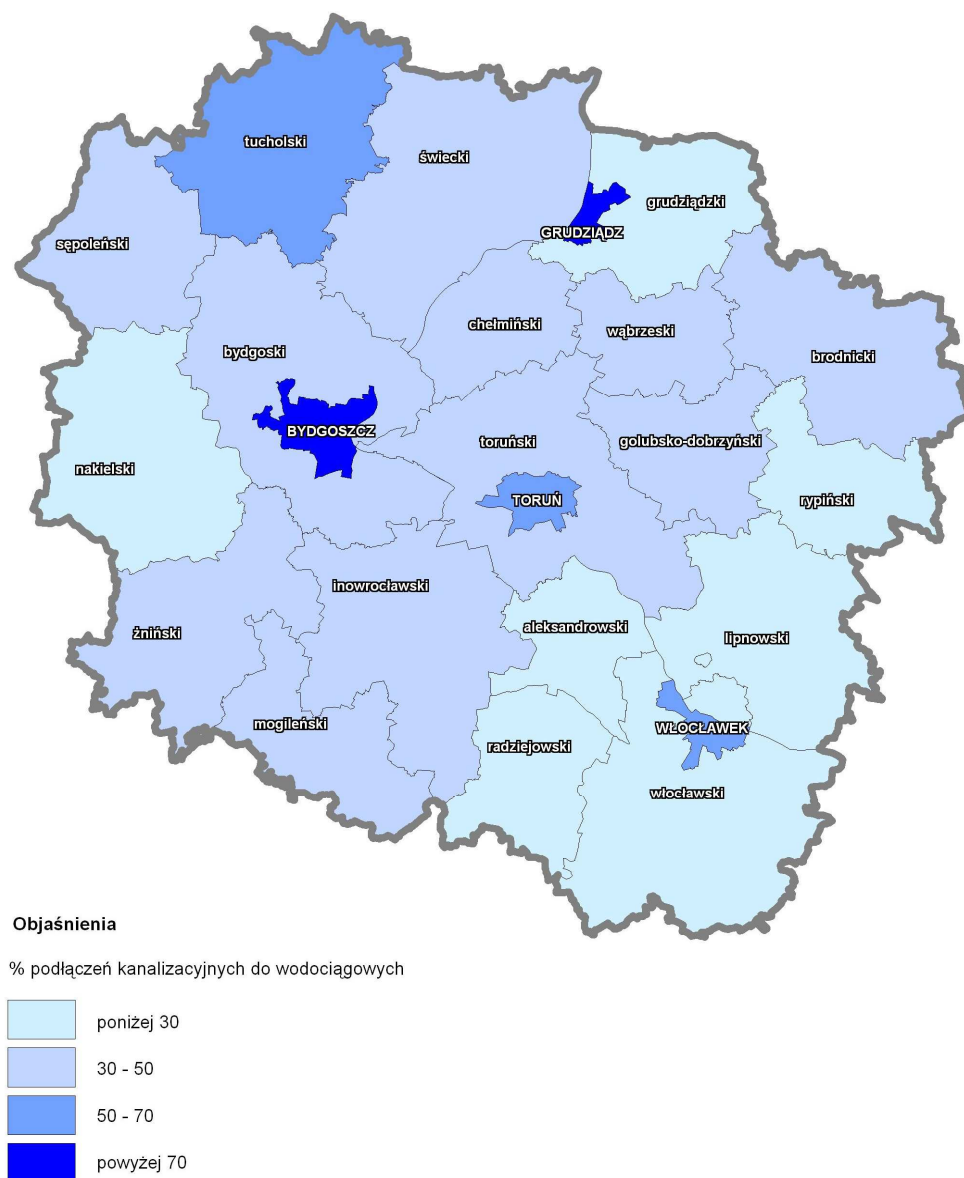 tucholski
świecki
grudziądzki
GRUDZIĄDZ
sępoleński
chełmiński
wąbrzeski
bydgoski
brodnicki
BYDGOSZCZ
toruński
golubsko-dobrzyński
nakielski
TORUŃ
rypiński
inowrocławski
aleksandrowski
żniński
lipnowski
mogileński
WŁOCŁAWEK
radziejowski
włocławski
Objaśnienia
% podłączeń kanalizacyjnych do wodociągowych
poniżej 30
30 - 50
50 - 70
powyżej 70